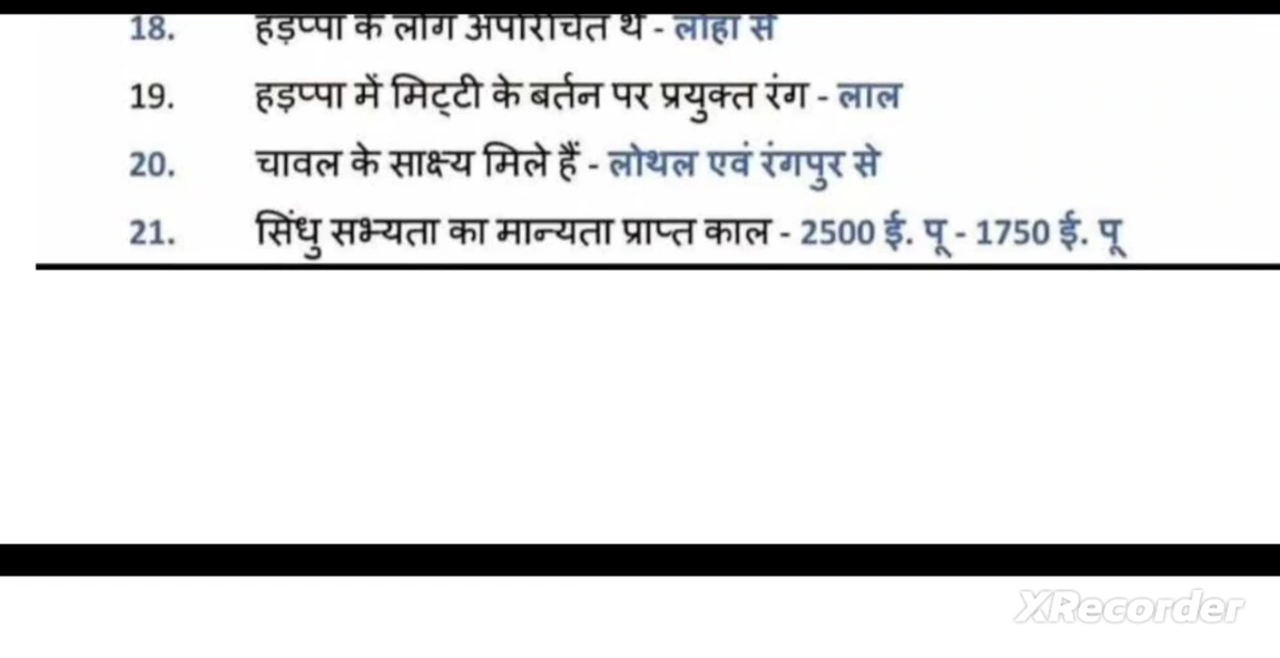 18. हड़प्पा के लोग अपरिचित थे - लोहा से
19. हड़प्पा में मिट्टी के बर्तन पर प्रयुक्त रंग - लाल
20. चावल के साक्ष्य मिले हैं - लोथल एवं रंगपुर से
21. सिंधु सभ्यता का मान्यता प्राप्त काल - 2500 ई. पू - 1750 ई. पू
XRecorder